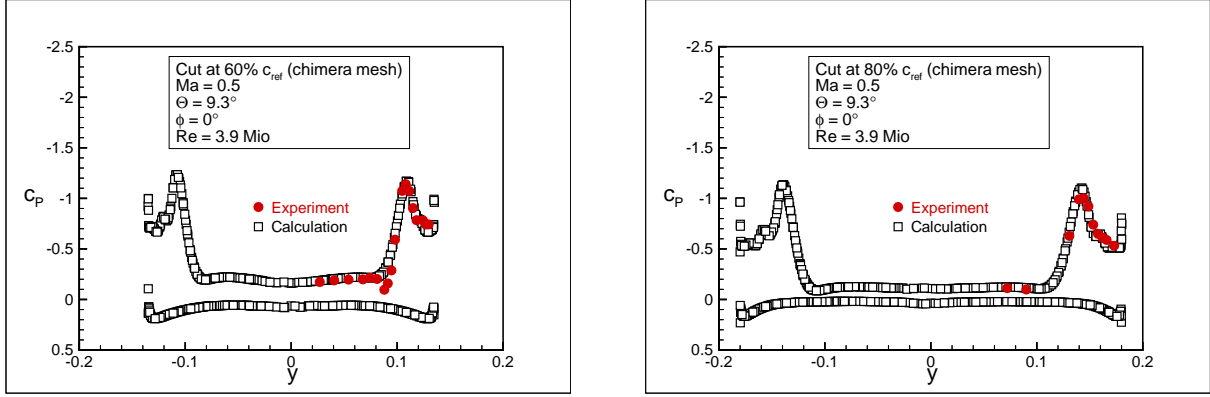 -2.5
-2
-1.5
-1
-0.5
0
0.5
c_P
-0.2
-0.1
0
0.1
0.2
y
Cut at 60% c_ref (chimera mesh)
Ma = 0.5
Θ = 9.3°
ϕ = 0°
Re = 3.9 Mio
Experiment
Calculation
-2.5
-2
-1.5
-1
-0.5
0
0.5
c_P
-0.2
-0.1
0
0.1
0.2
y
Cut at 80% c_ref (chimera mesh)
Ma = 0.5
Θ = 9.3°
ϕ = 0°
Re = 3.9 Mio
Experiment
Calculation